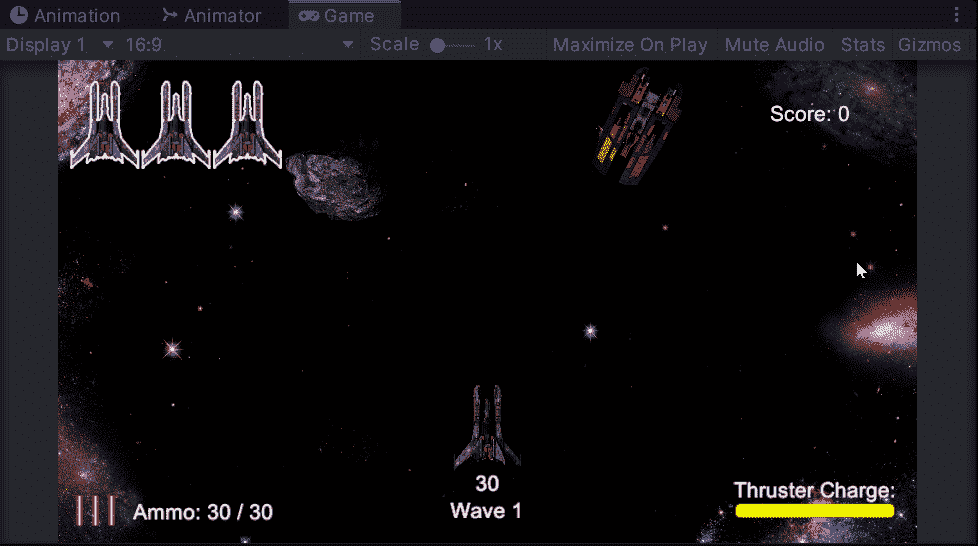 Animation Animator Game
Display 1 16:9 Scale 1x Maximize On Play Mute Audio Stats Gizmos
Score: 0
30
Thruster Charge:
Ammo: 30 / 30
Wave 1